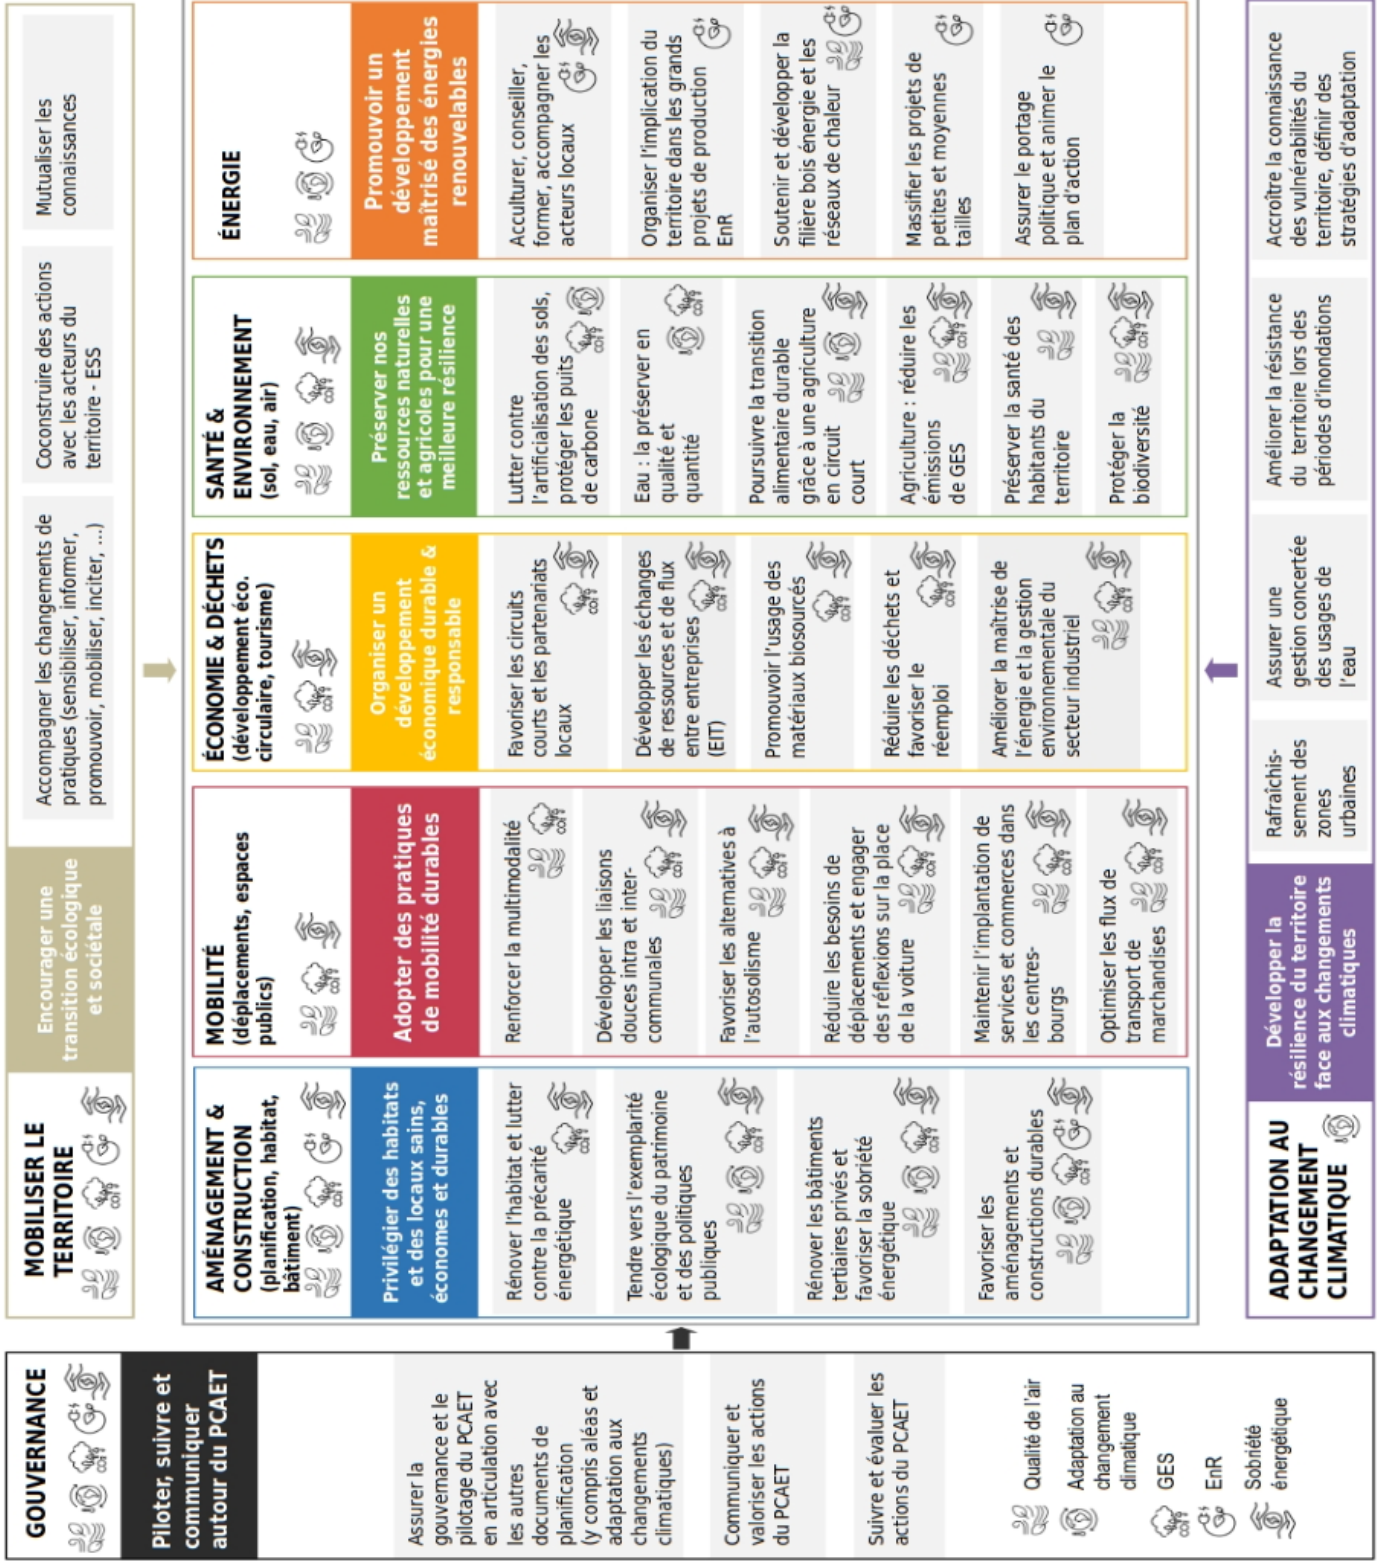 GOUVERNANCE
Piloter, suivre et
communiquer
autour du PCAET
Assurer la
gouvernance et le
pilotage du PCAET
en articulation avec
les autres
documents de
planification
(y compris aléas et
adaptation aux
changements
climatiques)
Communiquer et
valoriser les actions
du PCAET
Suivre et évaluer les
actions du PCAET
Qualité de l'air
Adaptation au
changement
climatique
GES
EnR
Sobriété
énergétique
MOBILISER LE
TERRITOIRE
Encourager une
transition écologique
et sociétale
Accompagner les changements de
pratiques (sensibiliser, informer,
promouvoir, mobiliser, inciter, ...)
Coconstruire des actions
avec les acteurs du
territoire - ESS
Mutualiser les
connaissances
AMÉNAGEMENT &
CONSTRUCTION
(planification, habitat,
bâtiment)
Privilégier des habitats
et des locaux sains,
économes et durables
Rénover l'habitat et lutter
contre la précarité
énergétique
Tendre vers l'exemplarité
écologique du patrimoine
et des politiques
publiques
Rénover les bâtiments
tertiaires privés et
favoriser la sobriété
énergétique
Favoriser les
aménagements et
constructions durables
MOBILITÉ
(déplacements, espaces
publics)
Adopter des pratiques
de mobilité durables
Renforcer la multimodalité
Développer les liaisons
douces intra et inter-
communales
Favoriser les alternatives à
l'autosolisme
Réduire les besoins de
déplacements et engager
des réflexions sur la place
de la voiture
Maintenir l'implantation de
services et commerces dans
les centres-
bourgs
Optimiser les flux de
transport de
marchandises
ÉCONOMIE & DÉCHETS
(développement éco.
circulaire, tourisme)
Organiser un
développement
économique durable &
responsable
Favoriser les circuits
courts et les partenariats
locaux
Développer les échanges
de ressources et de flux
entre entreprises
(EIT)
Promouvoir l'usage des
matériaux biosourcés
Réduire les déchets et
favoriser le
réemploi
Améliorer la maîtrise de
l'énergie et la gestion
environnementale du
secteur industriel
SANTÉ &
ENVIRONNEMENT
(sol, eau, air)
Préserver nos
ressources naturelles
et agricoles pour une
meilleure résilience
Lutter contre
l'artificialisation des sols,
protéger les puits
de carbone
Eau : la préserver en
qualité et
quantité
Poursuivre la transition
alimentaire durable
grâce à une agriculture
en circuit
court
Agriculture : réduire les
émissions
de GES
Préserver la santé des
habitants du
territoire
Protéger la
biodiversité
ÉNERGIE
Promouvoir un
développement
maîtrisé des énergies
renouvelables
Acculturer, conseiller,
former, accompagner les
acteurs locaux
Organiser l'implication du
territoire dans les grands
projets de production
EnR
Soutenir et développer la
filière bois énergie et les
réseaux de chaleur
Massifier les projets de
petites et moyennes
tailles
Assurer le portage
politique et animer le
plan d'action
ADAPTATION AU
CHANGEMENT
CLIMATIQUE
Développer la
résilience du territoire
face aux changements
climatiques
Rafraîchis-
sement des
zones
urbaines
Assurer une
gestion concertée
des usages de
l'eau
Améliorer la résistance
du territoire lors des
périodes d'inondations
Accroître la connaissance
des vulnérabilités du
territoire, définir des
stratégies d'adaptation